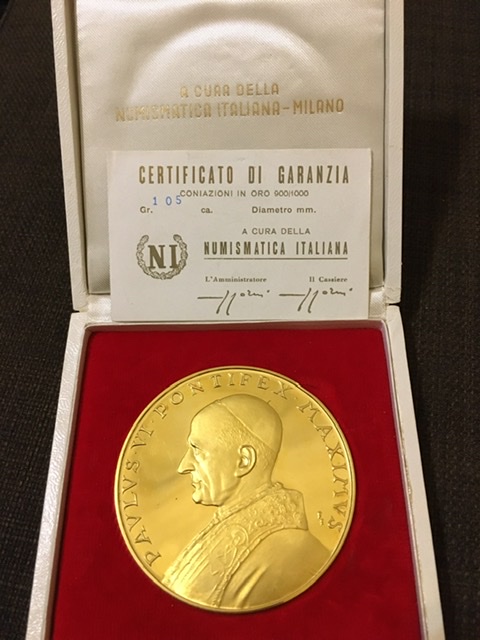 A CURA DELLA
NUMISMATICA ITALIANA-MILANO
CERTIFICATO DI GARANZIA
CONIAZIONI IN ORO 900/1000
Gr. 105 ca. Diametro mm.
A CURA DELLA
NI NUMISMATICA ITALIANA
L'Amministratore Il Cassiere
PAVLVS·VI·PONTIFEX·MAXIMVS